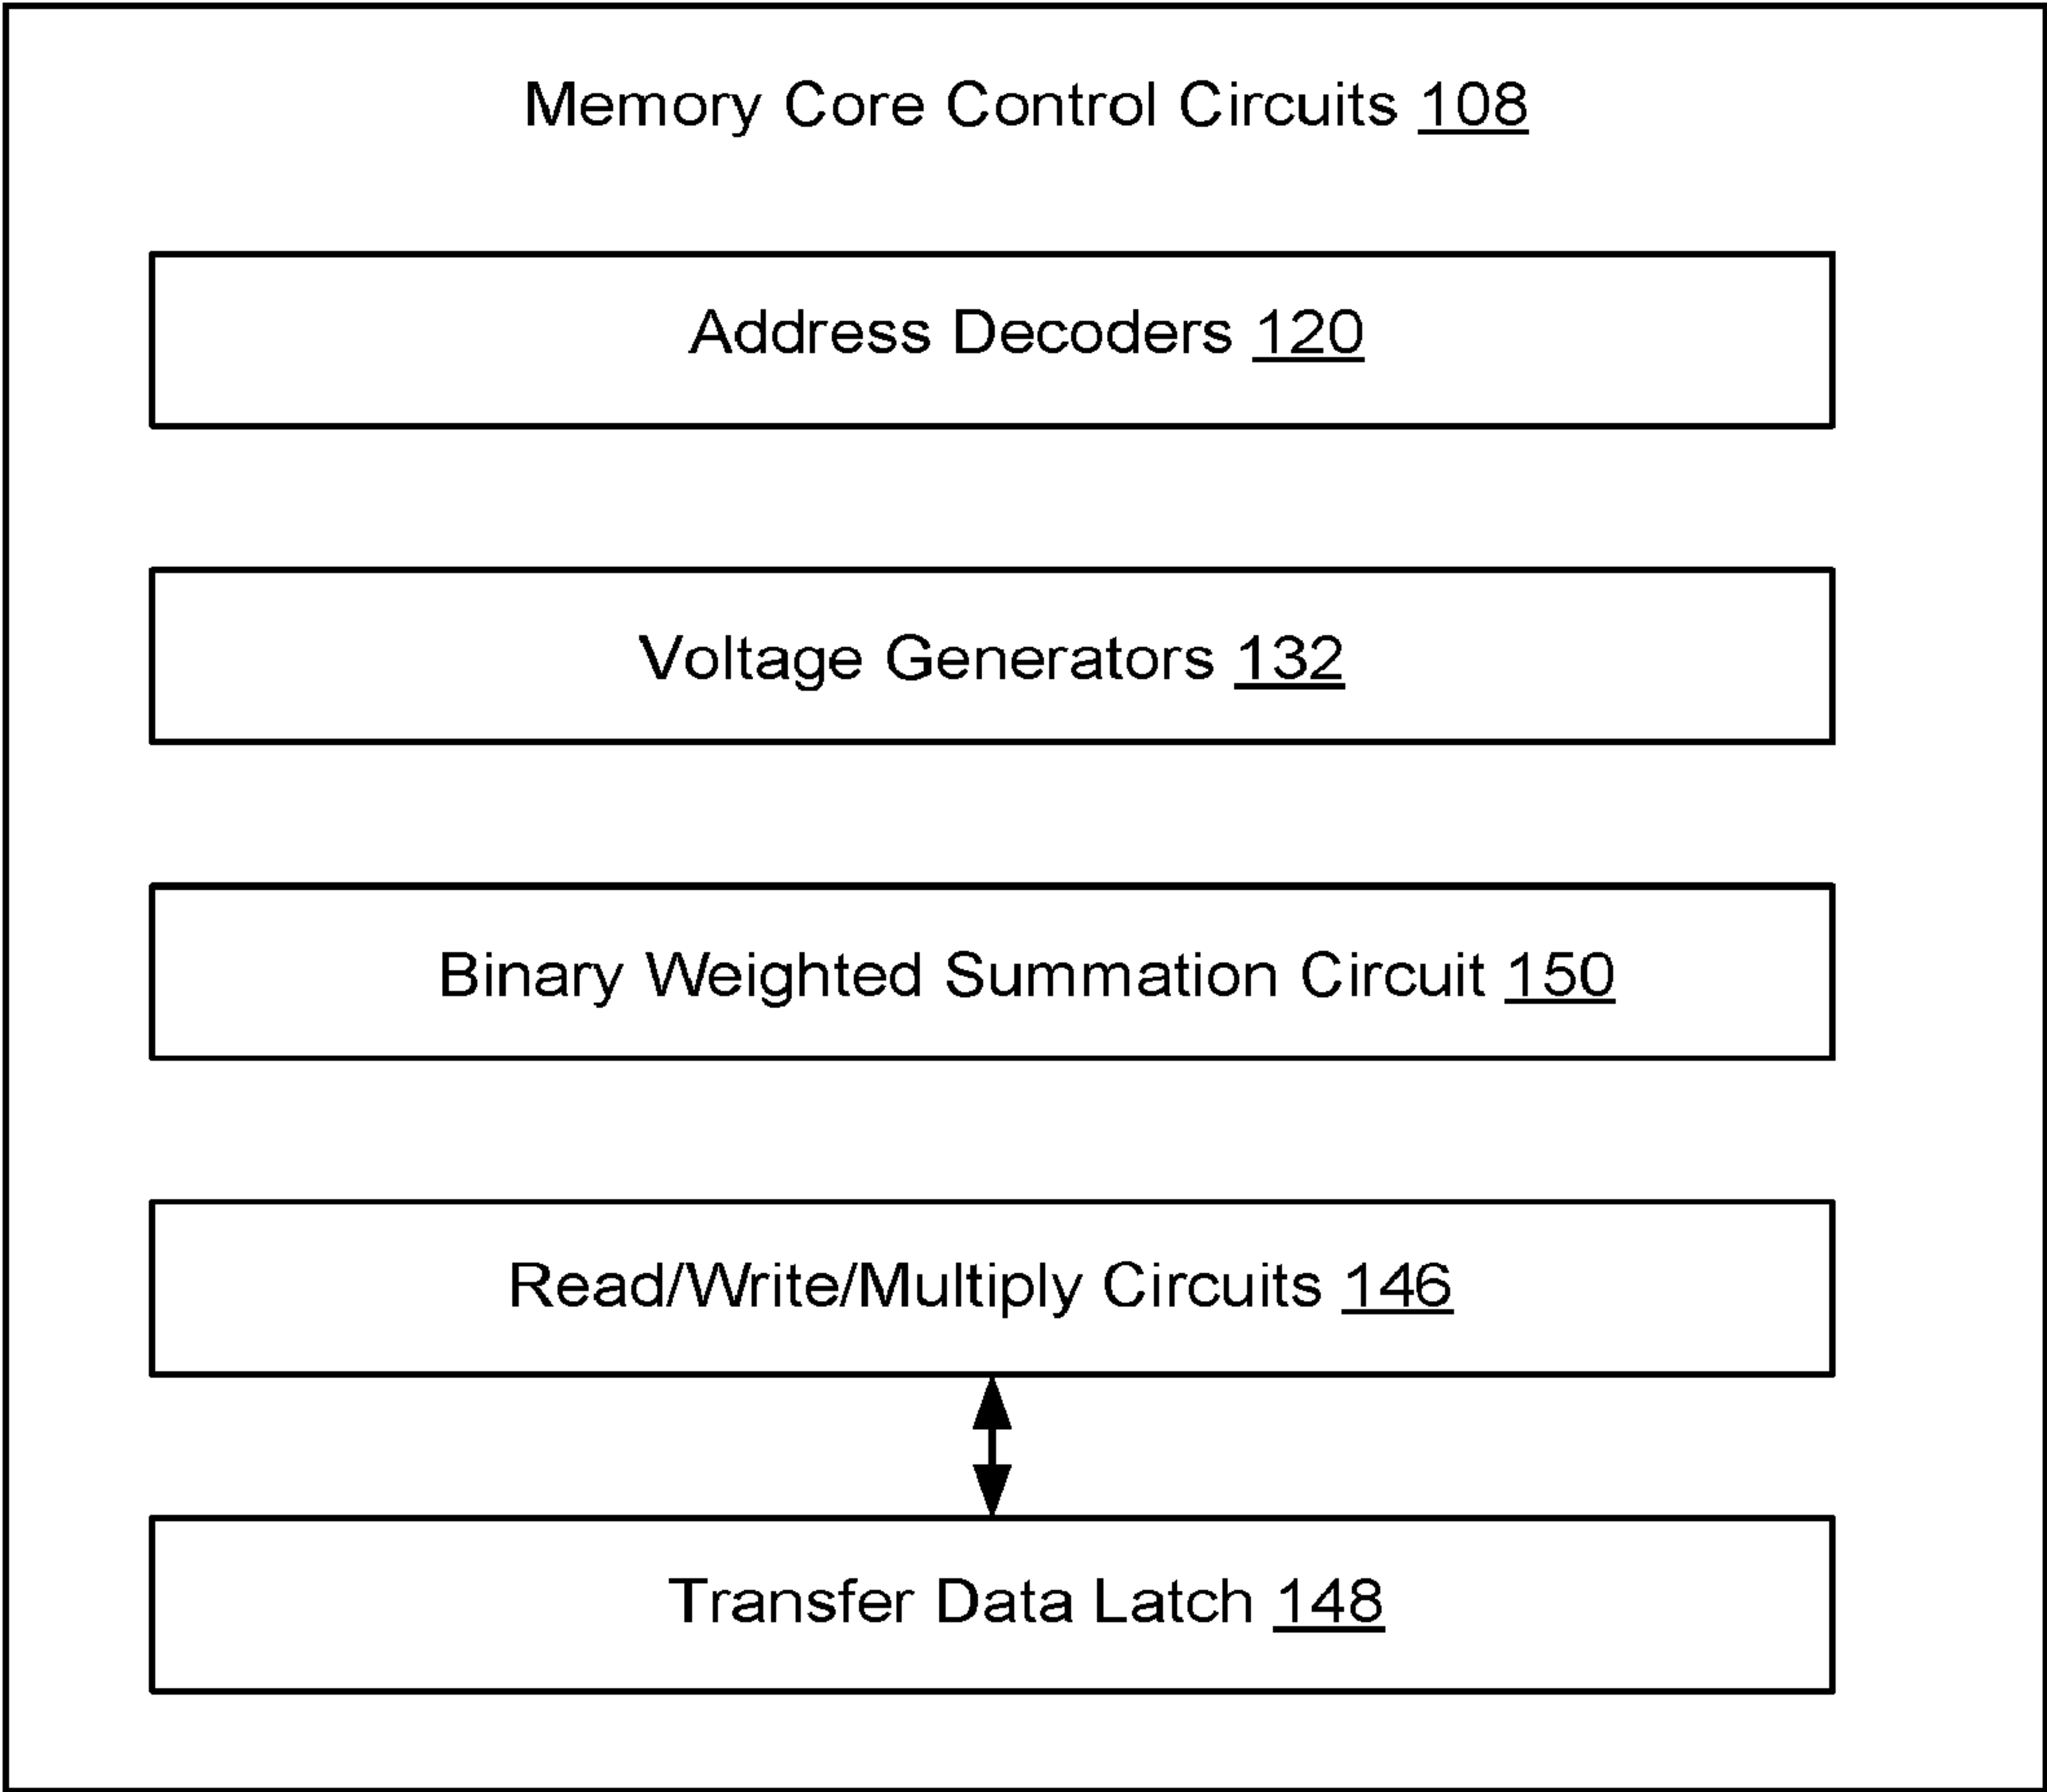 Memory Core Control Circuits 108
Address Decoders 120
Voltage Generators 132
Binary Weighted Summation Circuit 150
Read/Write/Multiply Circuits 146
Transfer Data Latch 148